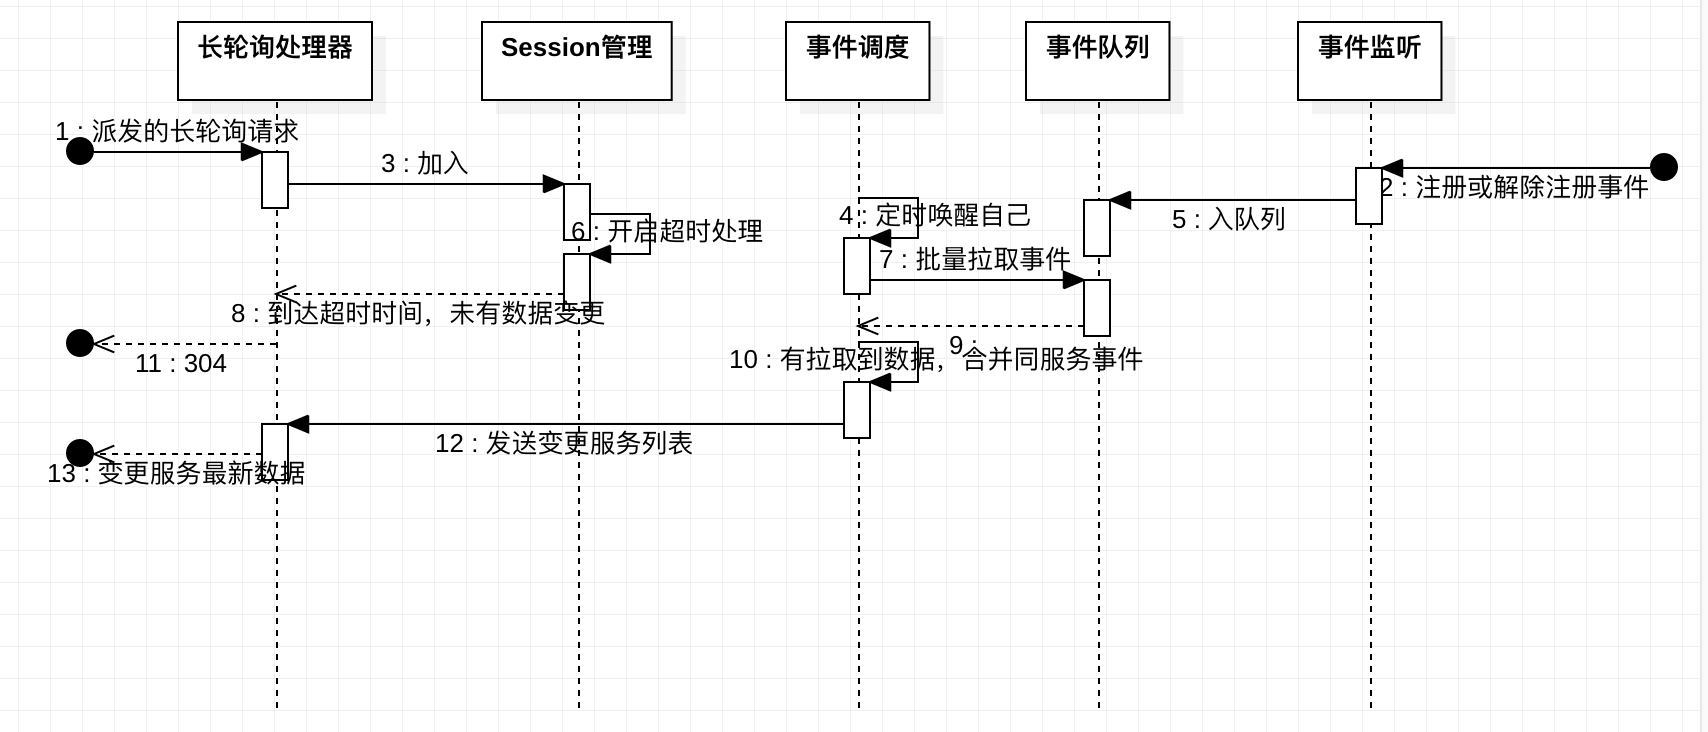 长轮询处理器
Session管理
事件调度
事件队列
事件监听
1 : 派发的长轮询请求
3 : 加入
2 : 注册或解除注册事件
4 : 定时唤醒自己
5 : 入队列
6 : 开启超时处理
7 : 批量拉取事件
8 : 到达超时时间，未有数据变更
9 :
11 : 304
10 : 有拉取到数据，合并同服务事件
12 : 发送变更服务列表
13 : 变更服务最新数据